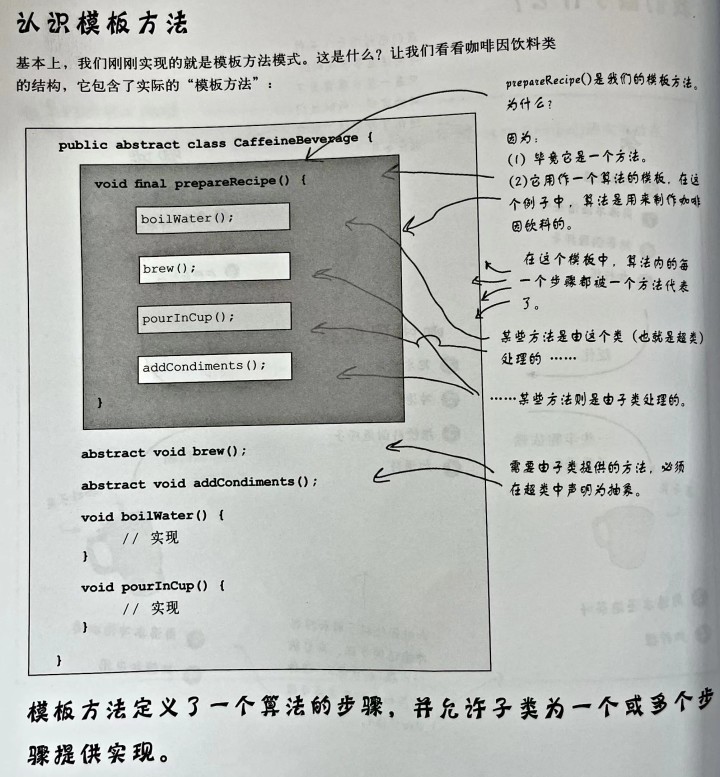 认识模板方法
基本上，我们刚刚实现的就是模板方法模式。这是什么？让我们看看咖啡因饮料类
的结构，它包含了实际的“模板方法”：
prepareRecipe()是我们的模板方法。
为什么？
因为：
(1) 毕竟它是一个方法。
(2)它用作一个算法的模板，在这
个例子中，算法是用来制作咖啡
因饮料的。
在这个模板中，算法内的每
一个步骤都被一个方法代表
了。
某些方法是由这个类（也就是超类）
处理的 ……
……某些方法则是由子类处理的。
需要由子类提供的方法，必须
在超类中声明为抽象。
public abstract class CaffeineBeverage {
void final prepareRecipe() {
boilWater();
brew();
pourInCup();
addCondiments();
}
abstract void brew();
abstract void addCondiments();
void boilWater() {
// 实现
}
void pourInCup() {
// 实现
}
}
模板方法定义了一个算法的步骤，并允许子类为一个或多个步
骤提供实现。